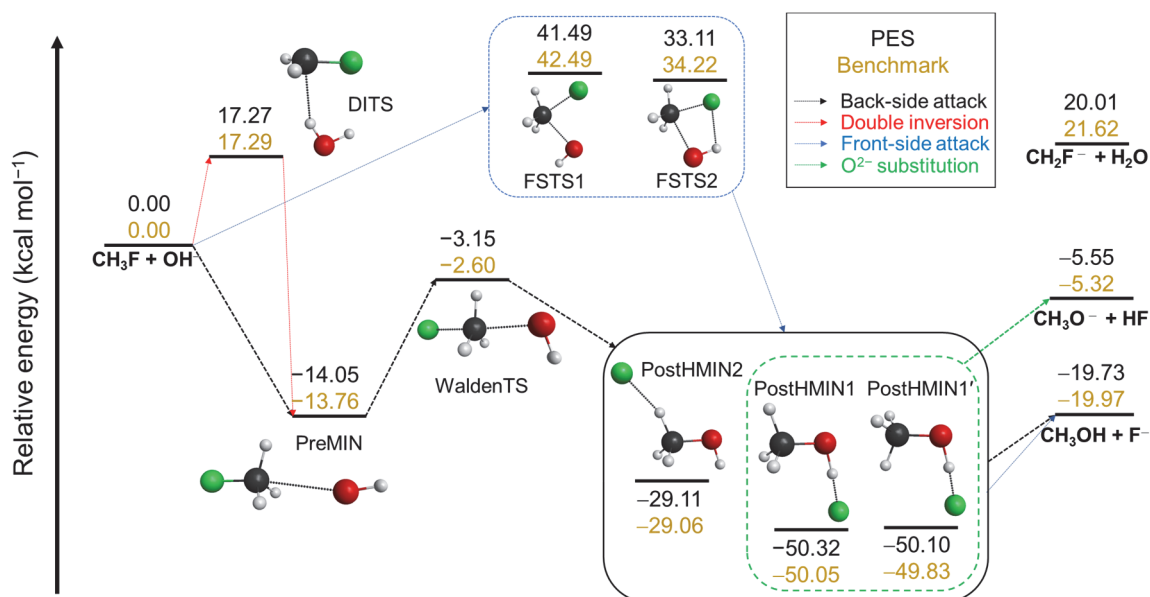 Relative energy (kcal mol⁻¹)
0.00
0.00
CH₃F + OH⁻
17.27
17.29
DITS
−14.05
−13.76
PreMIN
−3.15
−2.60
WaldenTS
41.49
42.49
FSTS1
33.11
34.22
FSTS2
PES
Benchmark
Back-side attack
Double inversion
Front-side attack
O²⁻ substitution
PostHMIN2
−29.11
−29.06
PostHMIN1
−50.32
−50.05
PostHMIN1′
−50.10
−49.83
20.01
21.62
CH₂F⁻ + H₂O
−5.55
−5.32
CH₃O⁻ + HF
−19.73
−19.97
CH₃OH + F⁻